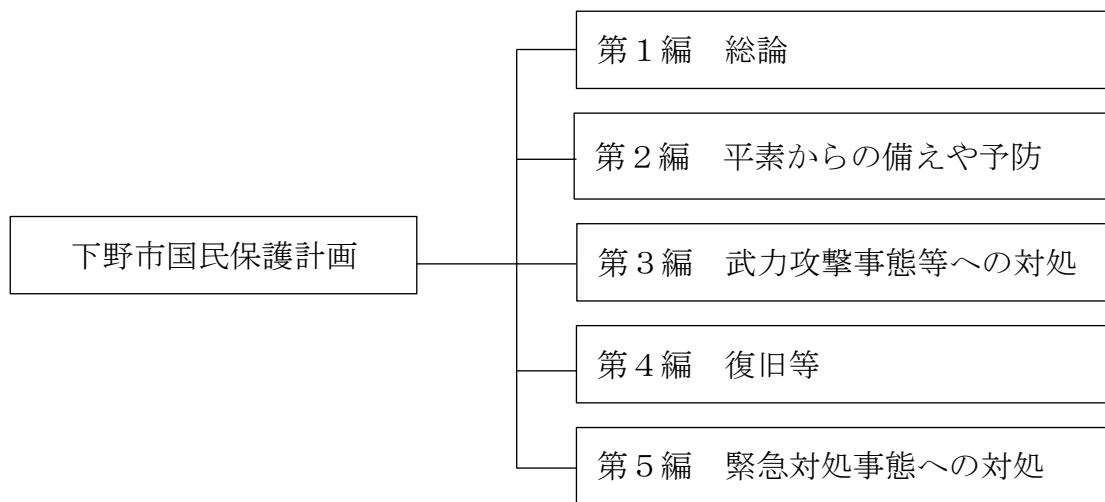 第１編　総論
第２編　平素からの備えや予防
下野市国民保護計画
第３編　武力攻撃事態等への対処
第４編　復旧等
第５編　緊急対処事態への対処